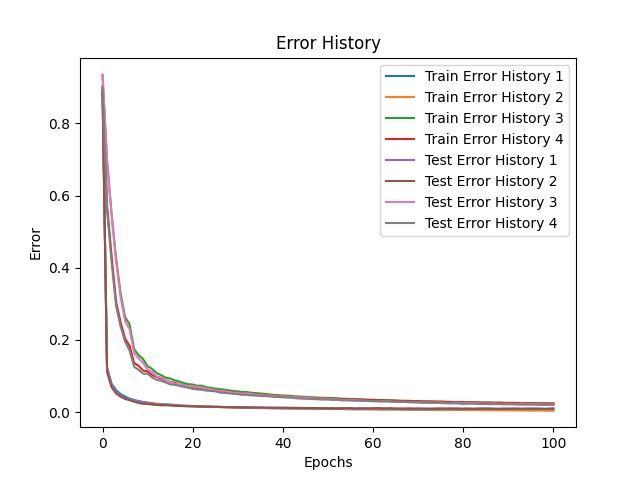 Error History
Error
0.8
0.6
0.4
0.2
0.0
Train Error History 1
Train Error History 2
Train Error History 3
Train Error History 4
Test Error History 1
Test Error History 2
Test Error History 3
Test Error History 4
0 20 40 60 80 100
Epochs